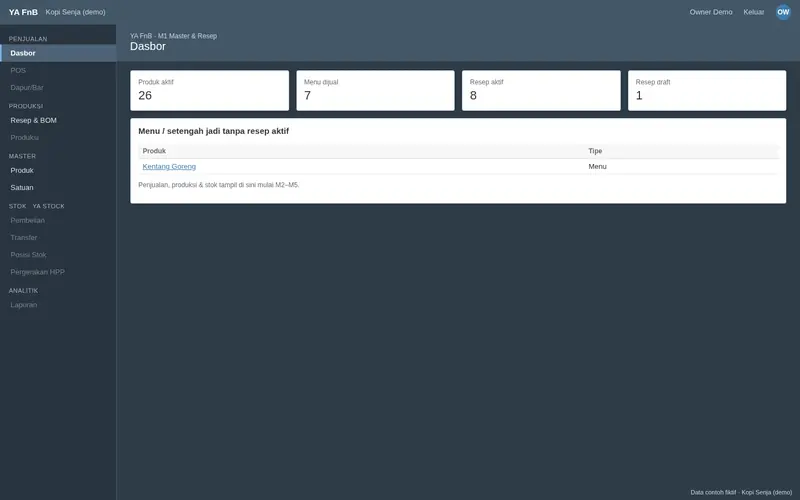 YA FnB Kopi Senja (demo) Owner Demo Keluar OW
PENJUALAN
Dasbor
POS
Dapur/Bar
PRODUKSI
Resep & BOM
Produksi
MASTER
Produk
Satuan
STOK YA STOCK
Pembelian
Transfer
Posisi Stok
Pergerakan HPP
ANALITIK
Laporan
YA FnB · M1 Master & Resep
Dasbor
Produk aktif
26
Menu dijual
7
Resep aktif
8
Resep draft
1
Menu / setengah jadi tanpa resep aktif
Produk Tipe
Kentang Goreng Menu
Penjualan, produksi & stok tampil di sini mulai M2–M5.
Data contoh fiktif · Kopi Senja (demo)